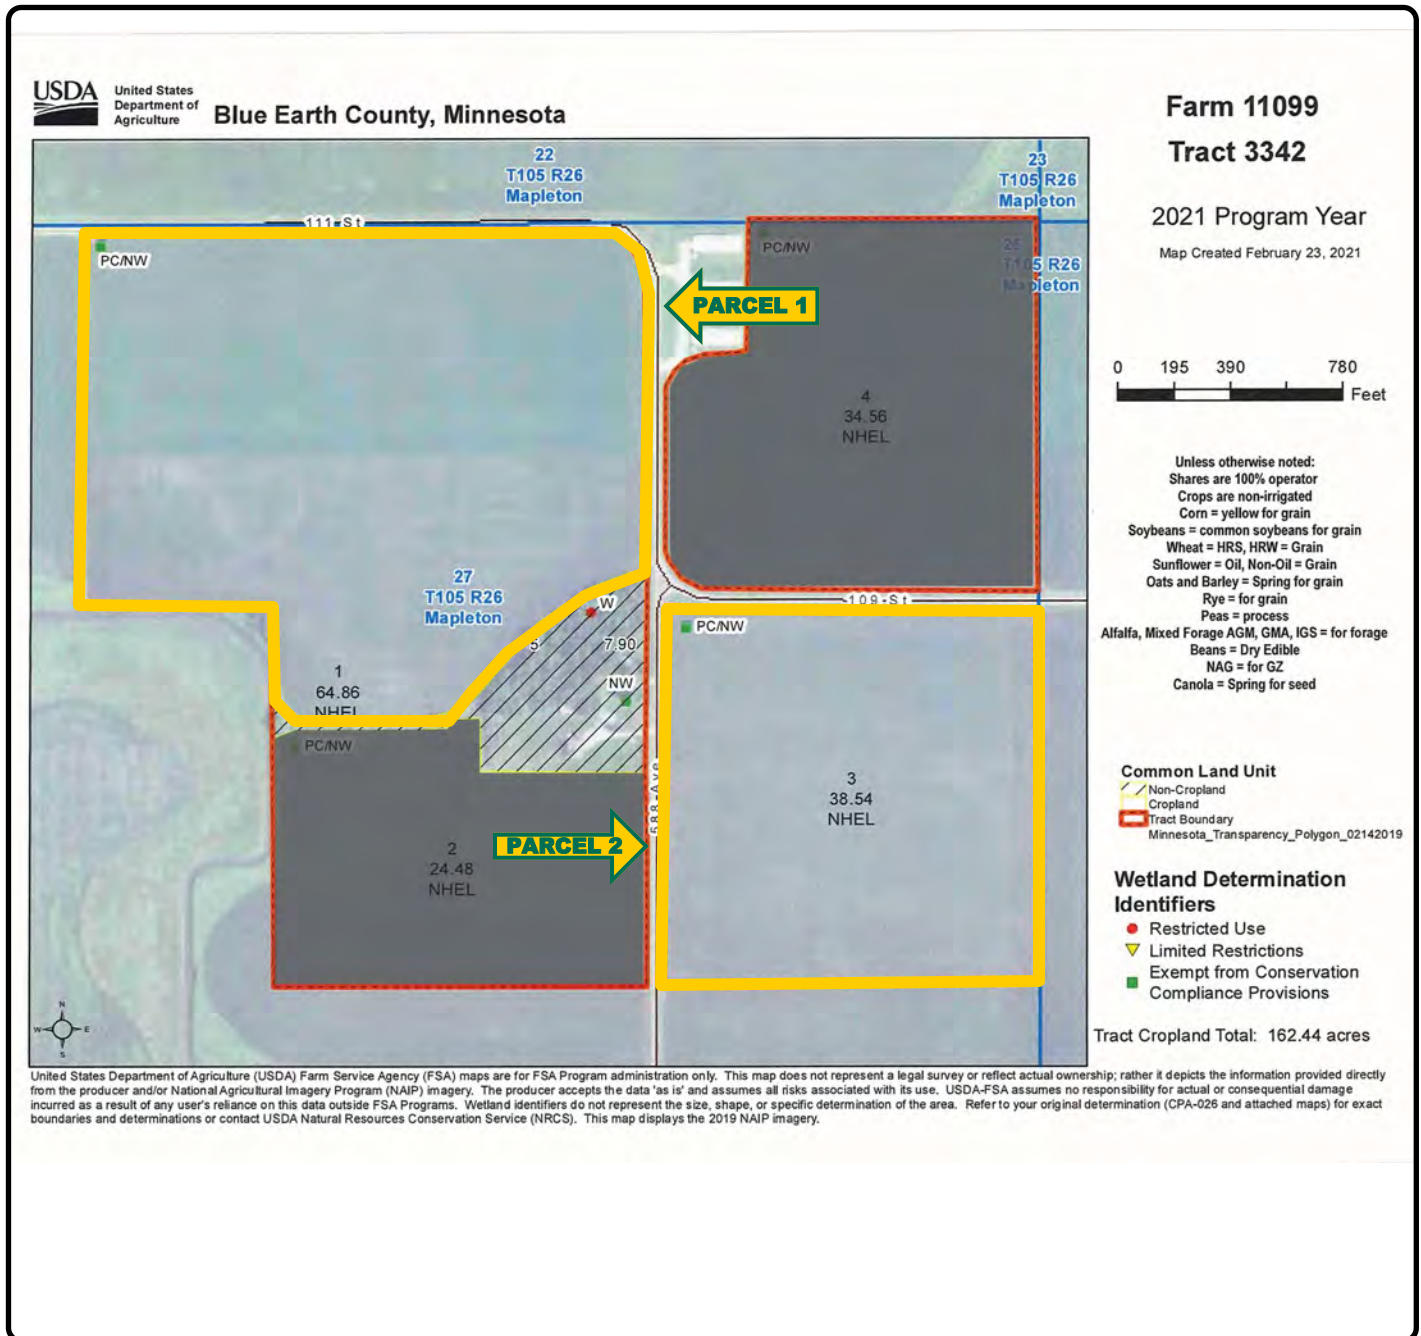 USDA
United States
Department of
Agriculture
Blue Earth County, Minnesota
Farm 11099
Tract 3342
2021 Program Year
Map Created February 23, 2021
22
T105 R26
Mapleton
23
T105 R26
Mapleton
26
T105 R26
Mapleton
111 St
PC/NW
PC/NW
PARCEL 1
4
34.56
NHEL
27
T105 R26
Mapleton
W
5
7.90
NW
109 St
PC/NW
1
64.86
NHEL
PC/NW
588 Ave
3
38.54
NHEL
PARCEL 2
2
24.48
NHEL
N
W
E
S
0 195 390 780
Feet
Unless otherwise noted:
Shares are 100% operator
Crops are non-irrigated
Corn = yellow for grain
Soybeans = common soybeans for grain
Wheat = HRS, HRW = Grain
Sunflower = Oil, Non-Oil = Grain
Oats and Barley = Spring for grain
Rye = for grain
Peas = process
Alfalfa, Mixed Forage AGM, GMA, IGS = for forage
Beans = Dry Edible
NAG = for GZ
Canola = Spring for seed
Common Land Unit
Non-Cropland
Cropland
Tract Boundary
Minnesota_Transparency_Polygon_02142019
Wetland Determination
Identifiers
Restricted Use
Limited Restrictions
Exempt from Conservation
Compliance Provisions
Tract Cropland Total: 162.44 acres
United States Department of Agriculture (USDA) Farm Service Agency (FSA) maps are for FSA Program administration only. This map does not represent a legal survey or reflect actual ownership; rather it depicts the information provided directly
from the producer and/or National Agricultural Imagery Program (NAIP) imagery. The producer accepts the data 'as is' and assumes all risks associated with its use. USDA-FSA assumes no responsibility for actual or consequential damage
incurred as a result of any user's reliance on this data outside FSA Programs. Wetland identifiers do not represent the size, shape, or specific determination of the area. Refer to your original determination (CPA-026 and attached maps) for exact
boundaries and determinations or contact USDA Natural Resources Conservation Service (NRCS). This map displays the 2019 NAIP imagery.